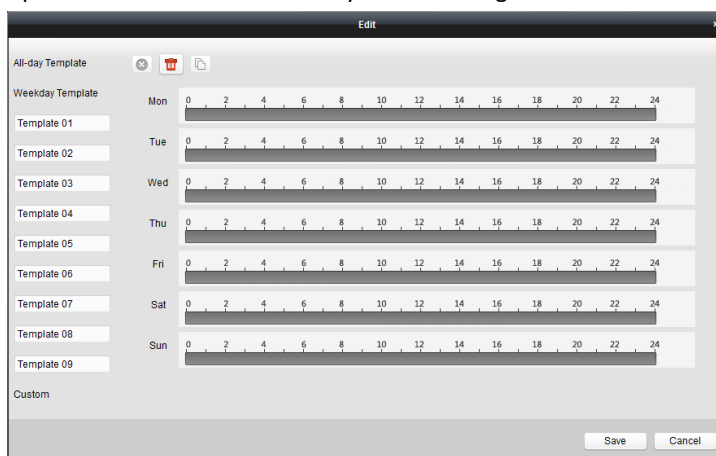 Edit
All-day Template
Weekday Template
Template 01
Template 02
Template 03
Template 04
Template 05
Template 06
Template 07
Template 08
Template 09
Custom
Mon 0 2 4 6 8 10 12 14 16 18 20 22 24
Tue 0 2 4 6 8 10 12 14 16 18 20 22 24
Wed 0 2 4 6 8 10 12 14 16 18 20 22 24
Thu 0 2 4 6 8 10 12 14 16 18 20 22 24
Fri 0 2 4 6 8 10 12 14 16 18 20 22 24
Sat 0 2 4 6 8 10 12 14 16 18 20 22 24
Sun 0 2 4 6 8 10 12 14 16 18 20 22 24
Save Cancel